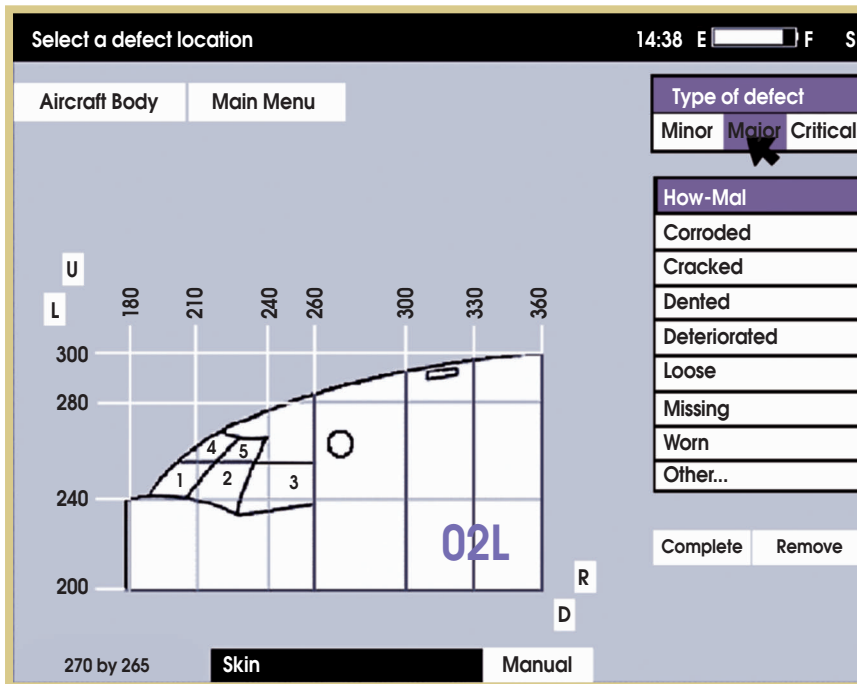 Select a defect location 14:38 E F S
Aircraft Body Main Menu
Type of defect
Minor Major Critical
How-Mal
Corroded
Cracked
Dented
Deteriorated
Loose
Missing
Worn
Other...
Complete Remove
U
L
180 210 240 260 300 330 360
300
280
240
200
4 5
1 2 3
02L
R
D
270 by 265 Skin Manual